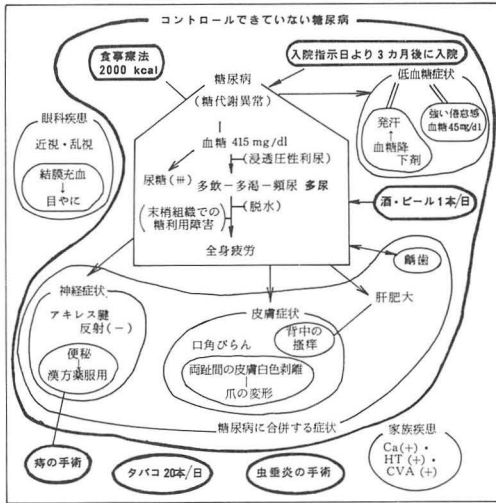 コントロールできていない糖尿病
食事療法
2000 kcal
入院指示日より3カ月後に入院
糖尿病
(糖代謝異常)
低血糖症状
発汗
↑
血糖降
下剤
強い倦怠感
血糖45mg/dl
眼科疾患
近視・乱視
結膜充血
↓
目やに
血糖 415 mg/dl
(浸透圧性利尿)
尿糖(卅)
多飲−多渇−頻尿 多尿
(末梢組織での
糖利用障害)
(脱水)
全身疲労
酒・ビール1本/日
齲歯
神経症状
アキレス腱
反射(−)
便秘
漢方薬服用
皮膚症状
口角びらん
背中の
搔痒
両趾間の皮膚白色剥離
爪の変形
肝肥大
糖尿病に合併する症状
痔の手術
タバコ 20本/日
虫垂炎の手術
家族疾患
Ca(+)・
HT(+)・
CVA(+)